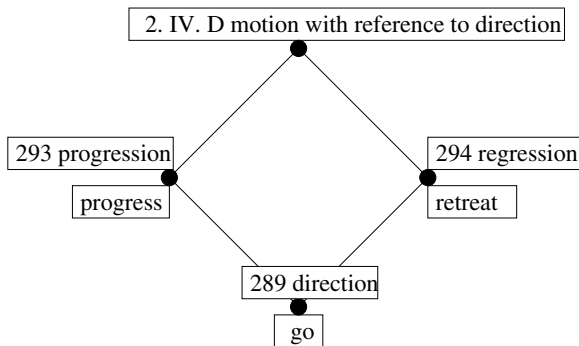 2. IV. D motion with reference to direction
293 progression
294 regression
progress
retreat
289 direction
go